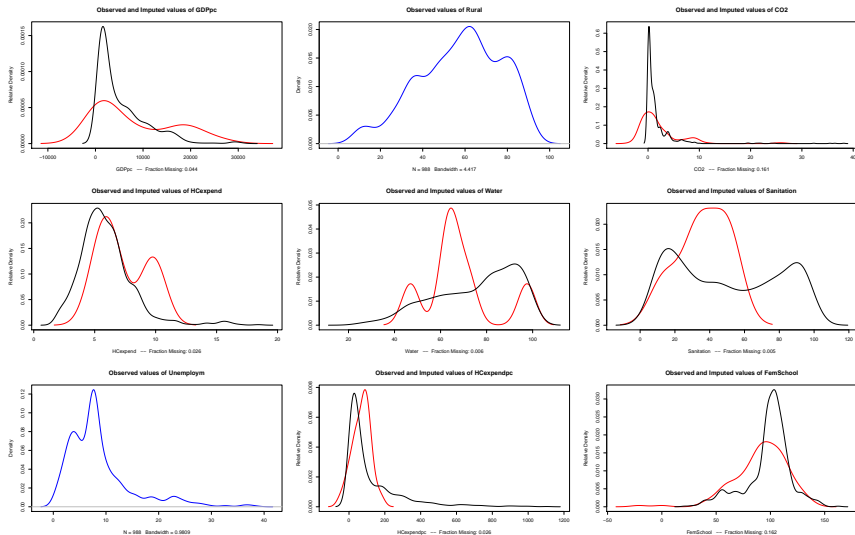 Observed and Imputed values of GDPpc
Relative Density
0.00000
0.00005
0.00010
0.00015
-10000 0 10000 20000 30000
GDPpc --- Fraction Missing: 0.044
Observed values of Rural
Density
0.000
0.005
0.010
0.015
0.020
0 20 40 60 80 100
N = 988 Bandwidth = 4.417
Observed and Imputed values of CO2
Relative Density
0.0
0.1
0.2
0.3
0.4
0.5
0.6
0 10 20 30
CO2 --- Fraction Missing: 0.161
Observed and Imputed values of HCexpend
Relative Density
0.00
0.05
0.10
0.15
0.20
0 5 10 15 20
HCexpend --- Fraction Missing: 0.026
Observed and Imputed values of Water
Relative Density
0.00
0.01
0.02
0.03
0.04
0.05
20 40 60 80 100
Water --- Fraction Missing: 0.006
Observed and Imputed values of Sanitation
Relative Density
0.000
0.005
0.010
0.015
0.000
0 20 40 60 80 100 120
Sanitation --- Fraction Missing: 0.005
Observed values of Unemploym
Density
0.00
0.02
0.04
0.06
0.08
0.10
0.12
0 10 20 30 40
N = 988 Bandwidth = 0.9809
Observed and Imputed values of HCexpendpc
Relative Density
0.000
0.002
0.004
0.006
0.008
0 200 400 600 800 1000 1200
HCexpendpc --- Fraction Missing: 0.026
Observed and Imputed values of FemSchool
Relative Density
0.000
0.005
0.010
0.015
0.020
0.025
0.030
-50 0 50 100 150
FemSchool --- Fraction Missing: 0.162